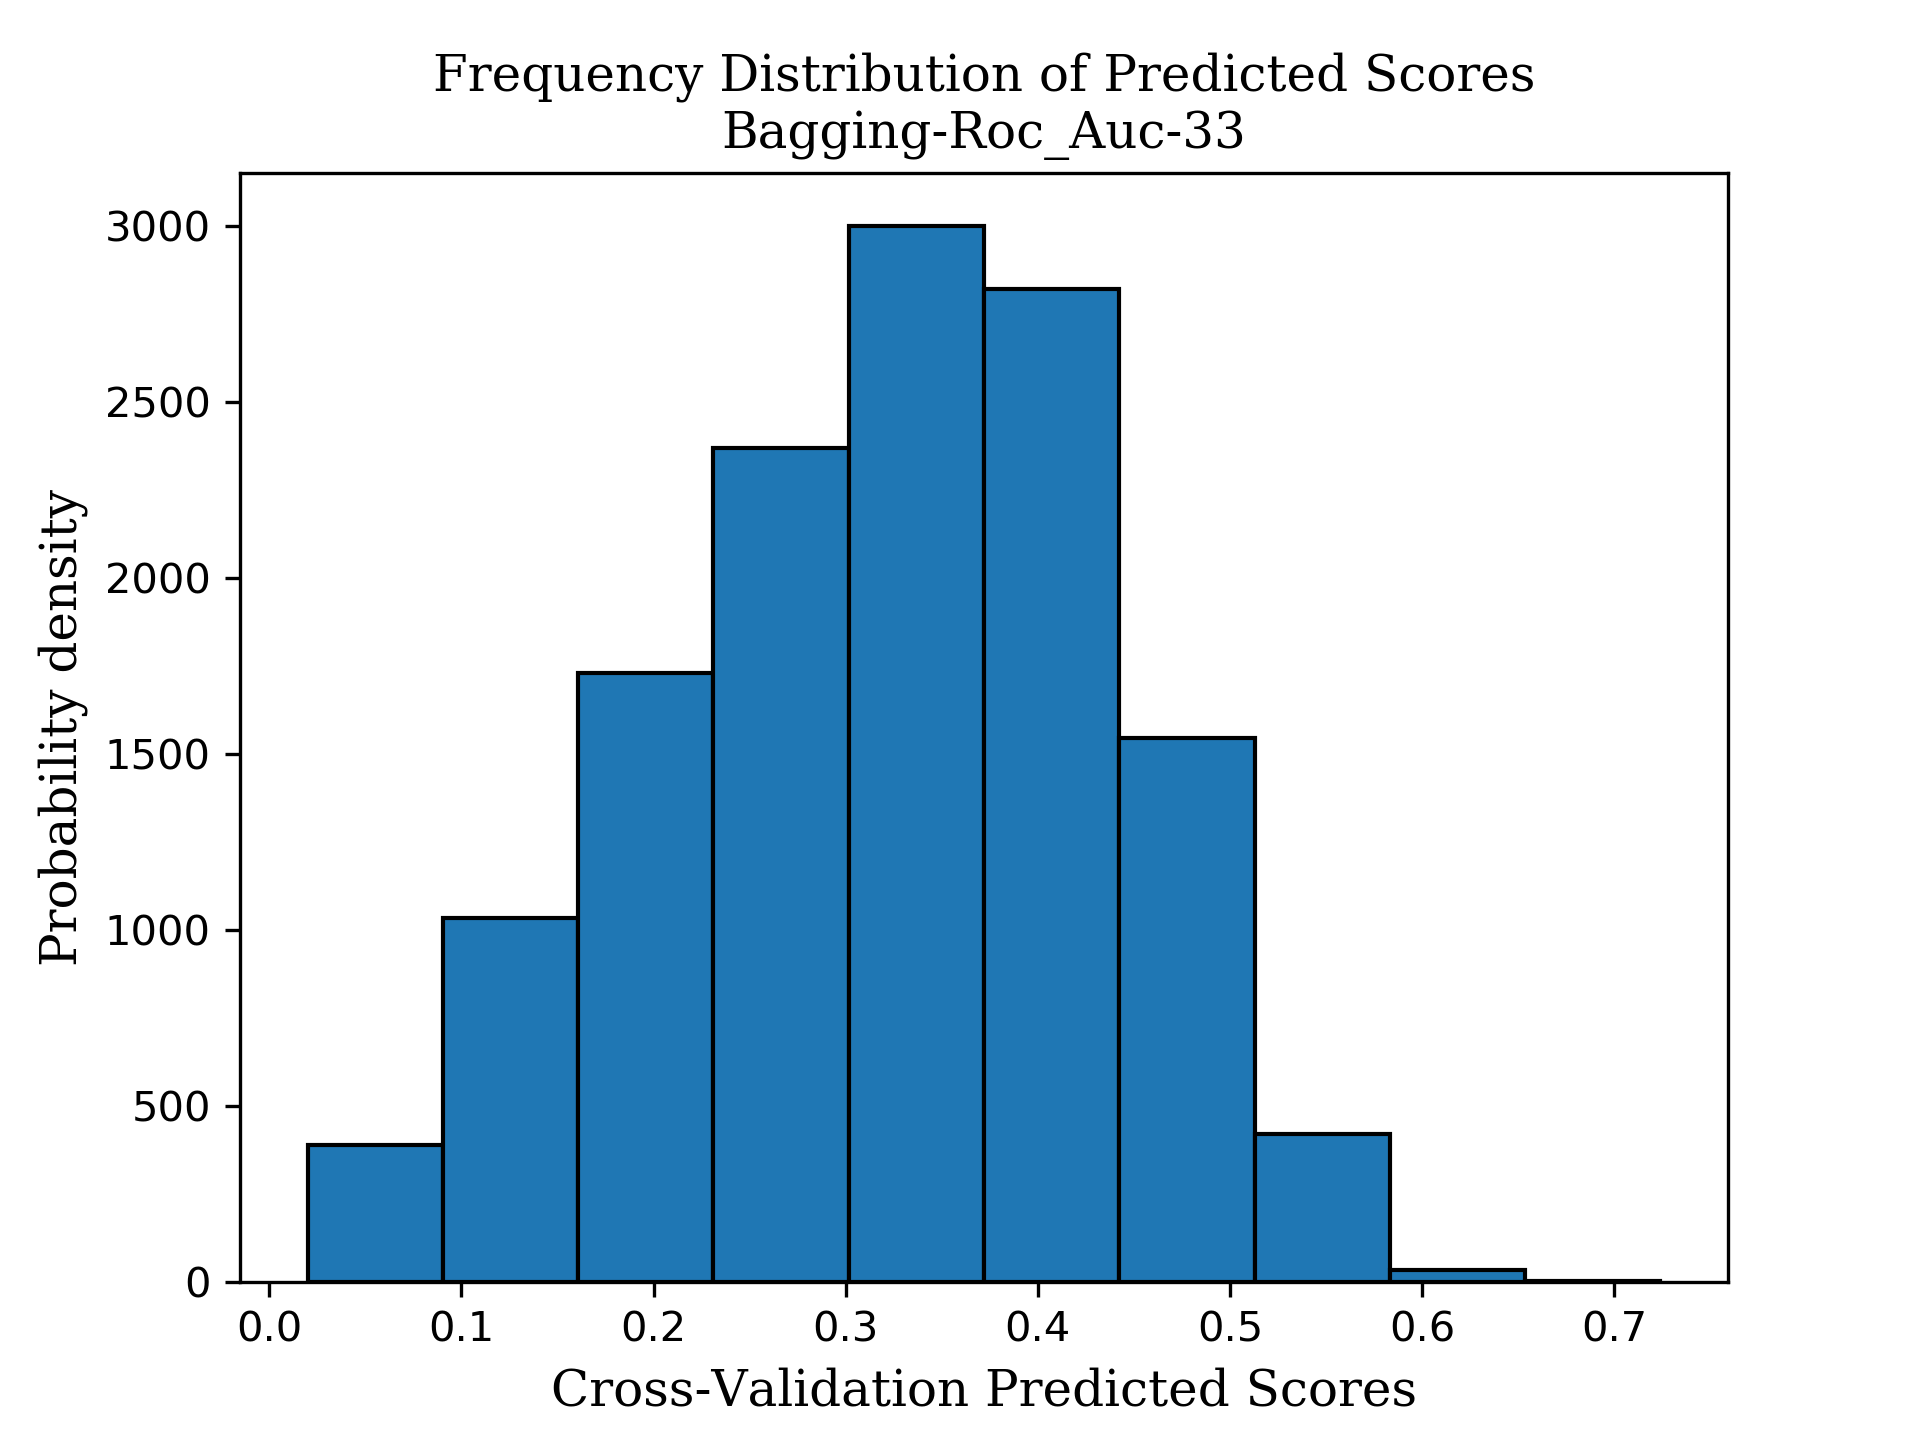 Frequency Distribution of Predicted Scores
Bagging-Roc_Auc-33
Probability density
3000
2500
2000
1500
1000
500
0
0.0 0.1 0.2 0.3 0.4 0.5 0.6 0.7
Cross-Validation Predicted Scores